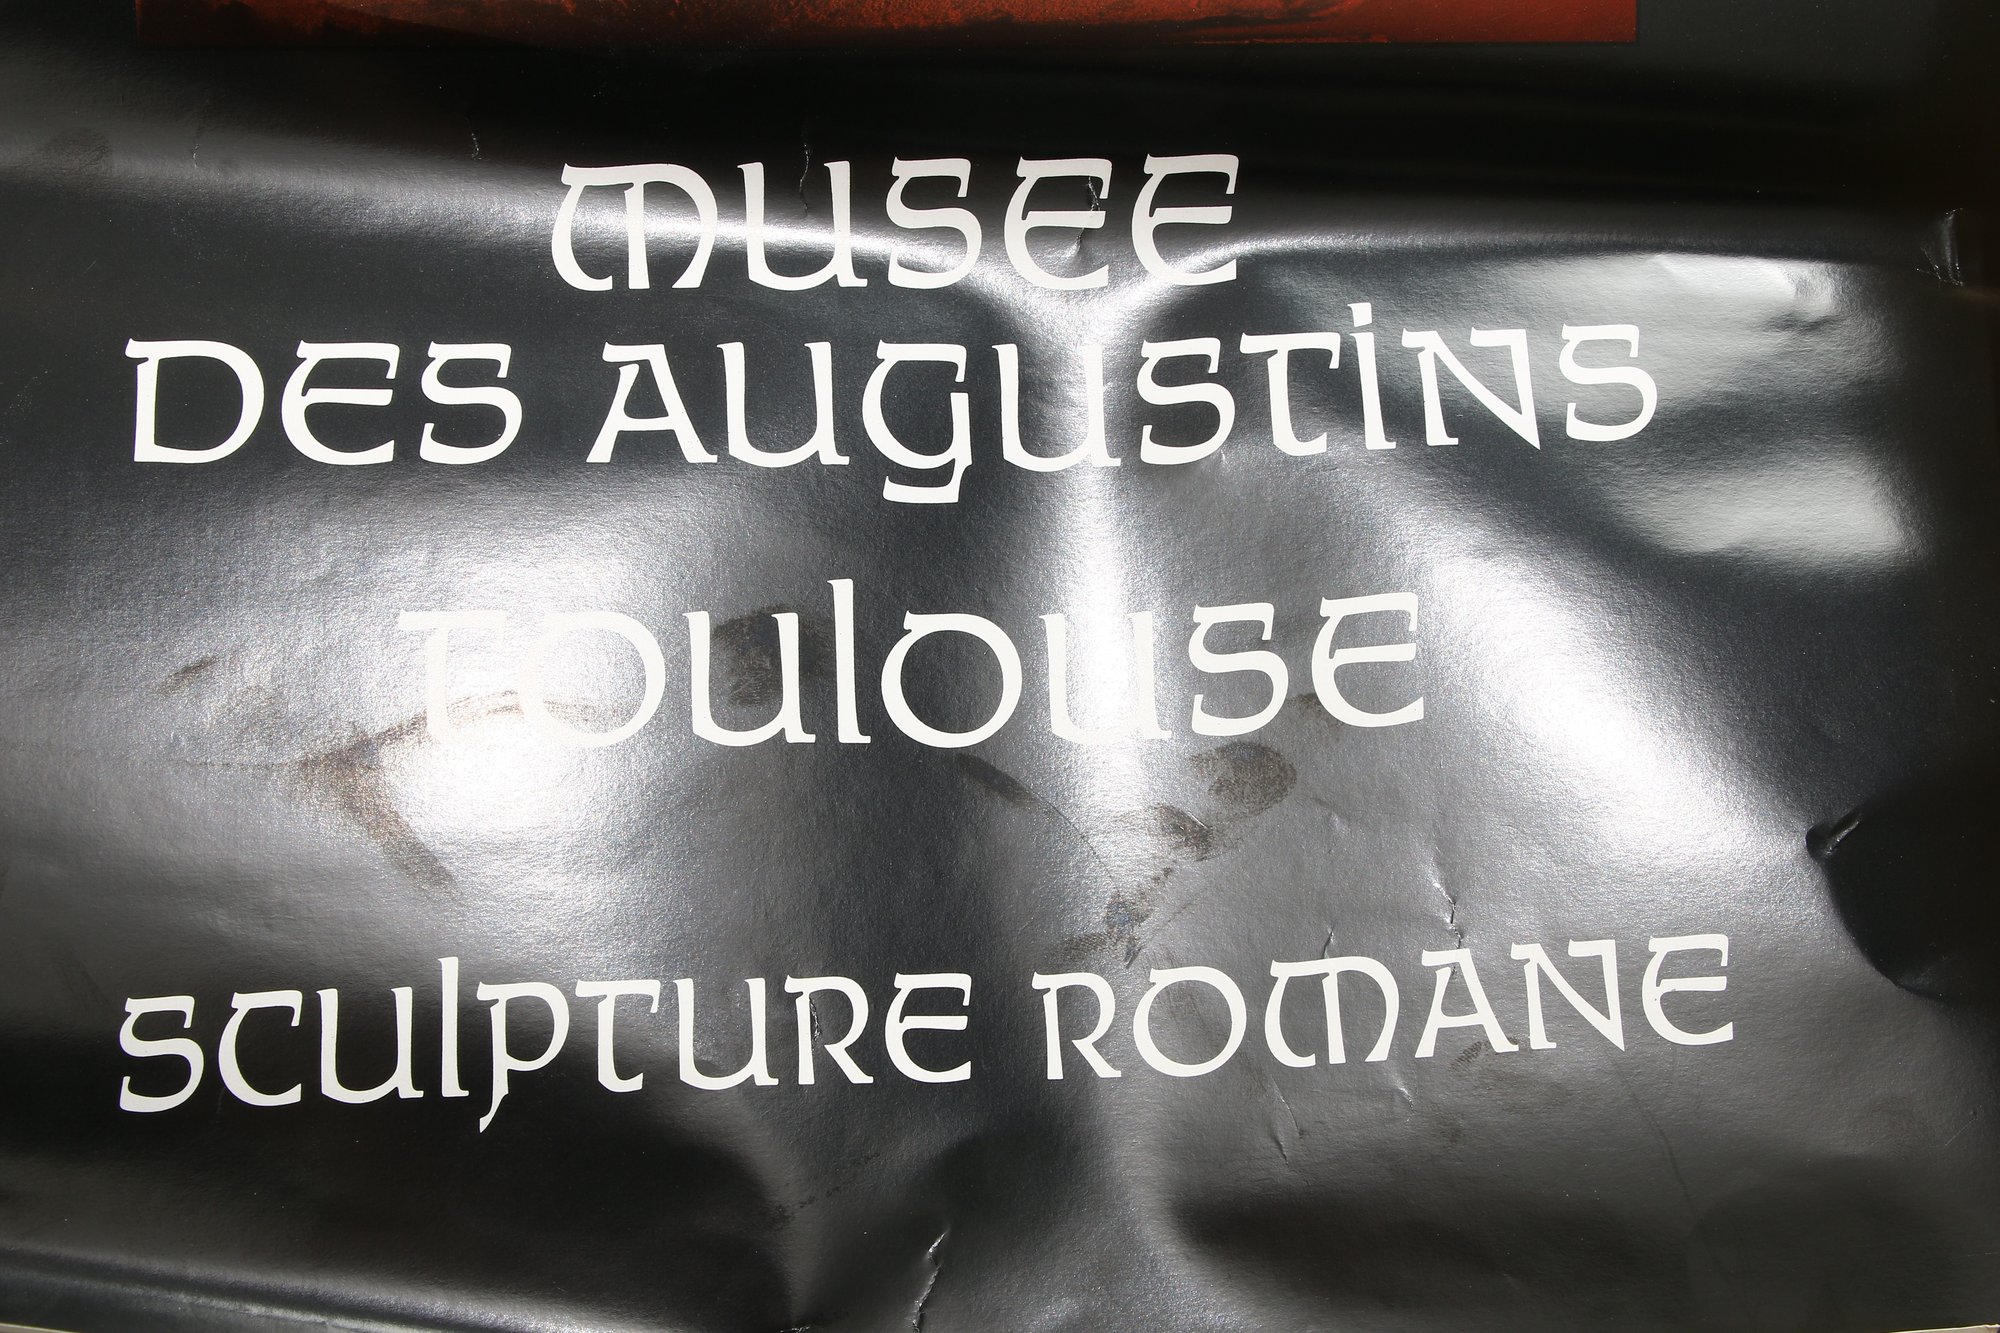 MUSEE
DES AUGUSTINS
TOULOUSE
SCULPTURE ROMANE